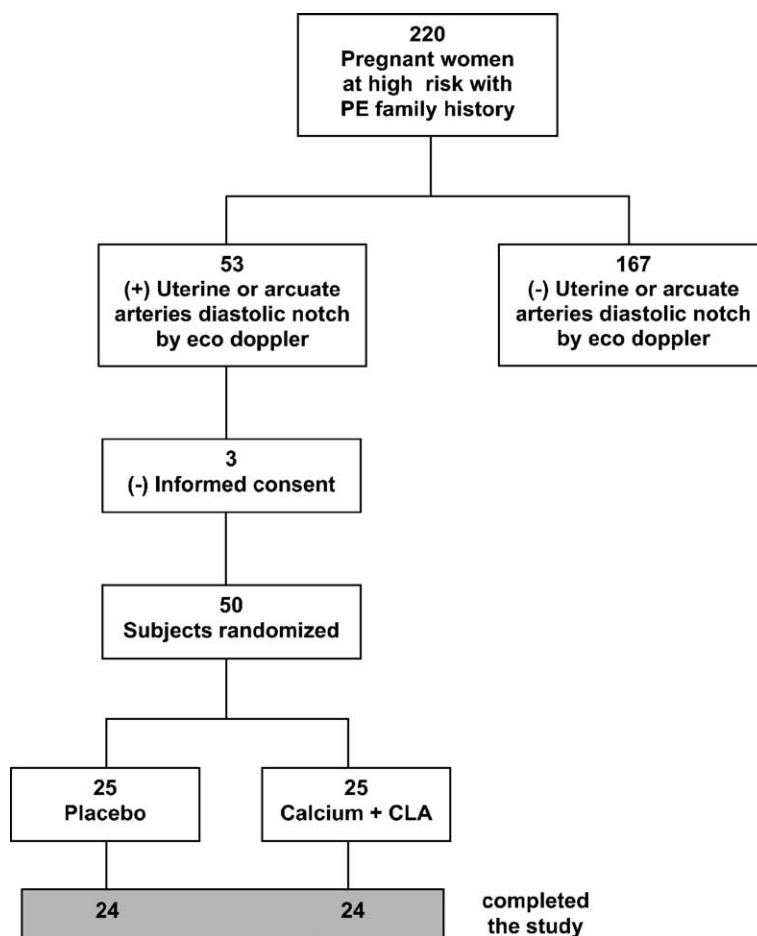 220
Pregnant women
at high risk with
PE family history
53
(+) Uterine or arcuate
arteries diastolic notch
by eco doppler
167
(-) Uterine or arcuate
arteries diastolic notch
by eco doppler
3
(-) Informed consent
50
Subjects randomized
25
Placebo
25
Calcium + CLA
24
24
completed
the study